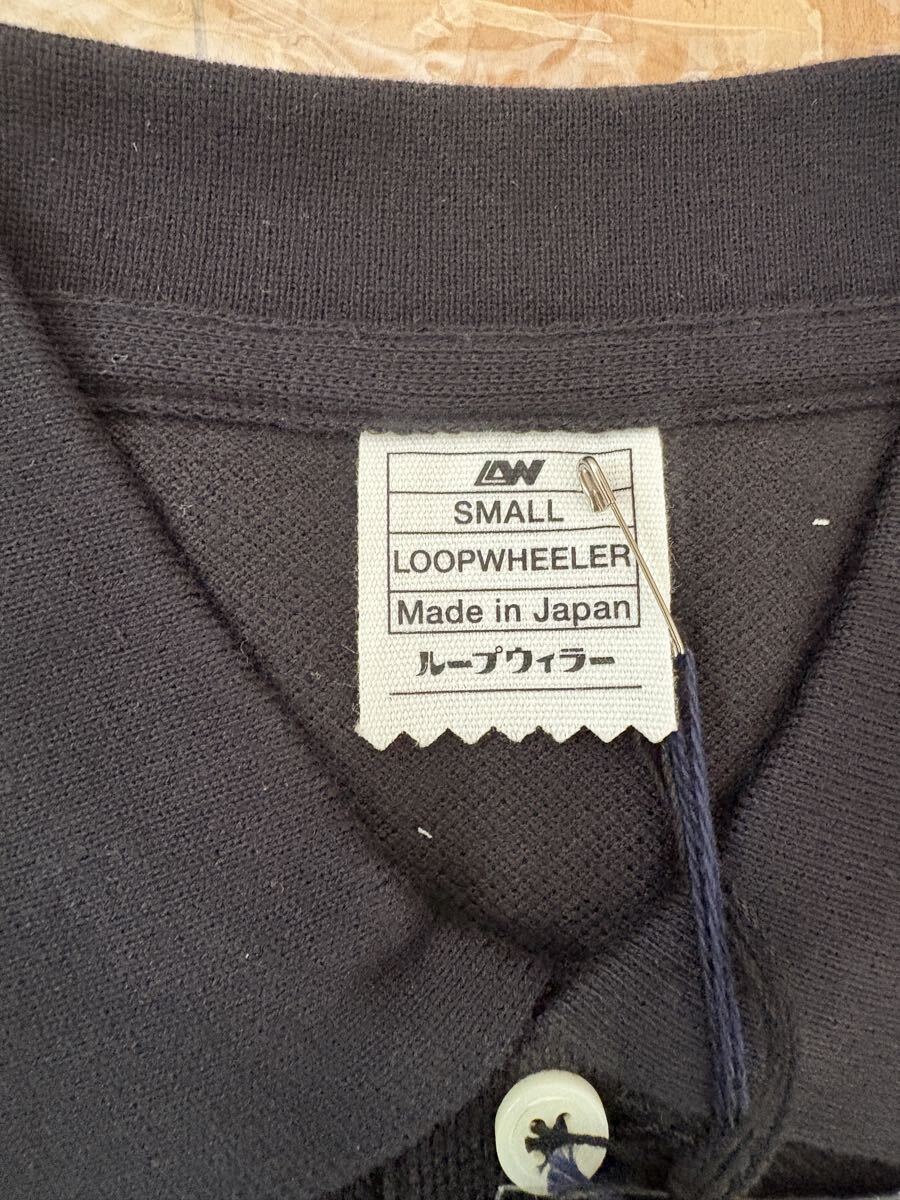 LW
SMALL
LOOPWHEELER
Made in Japan
ループウィラー